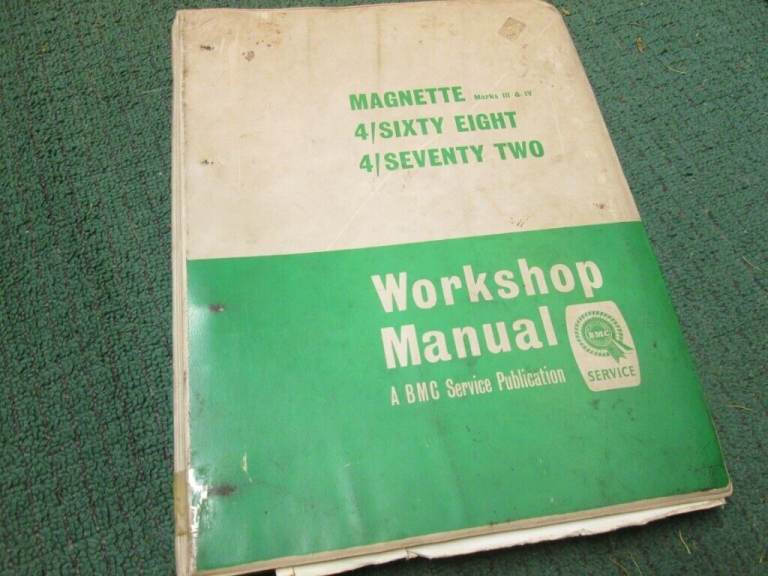 MAGNETTE Marks III & IV
4/SIXTY EIGHT
4/SEVENTY TWO
Workshop
Manual
A BMC Service Publication
BMC
SERVICE